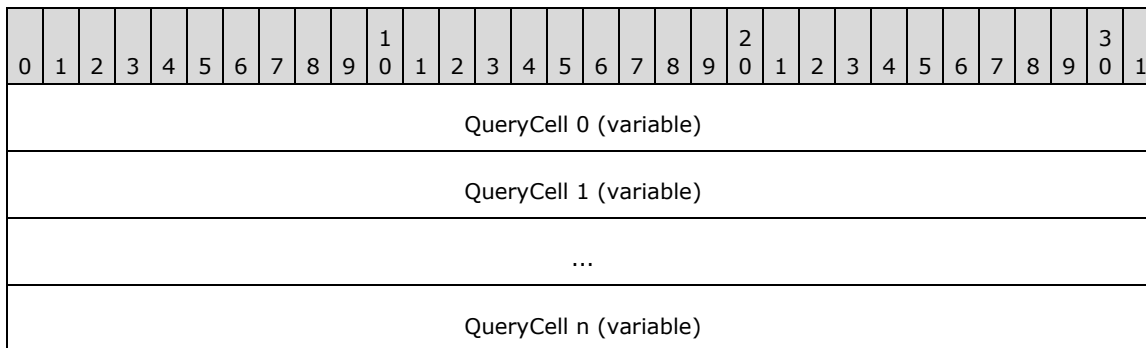 1 2 3
0 1 2 3 4 5 6 7 8 9 0 1 2 3 4 5 6 7 8 9 0 1 2 3 4 5 6 7 8 9 0 1
QueryCell 0 (variable)
QueryCell 1 (variable)
...
QueryCell n (variable)